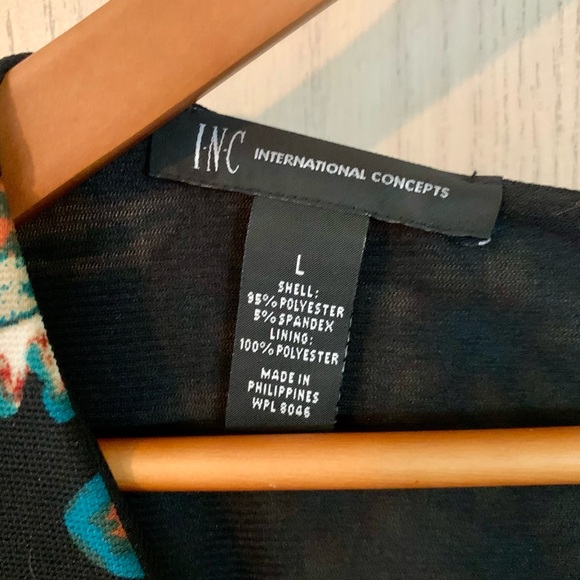 I·N·C INTERNATIONAL CONCEPTS
L
SHELL:
95% POLYESTER
5% SPANDEX
LINING:
100% POLYESTER
MADE IN
PHILIPPINES
WPL 8046